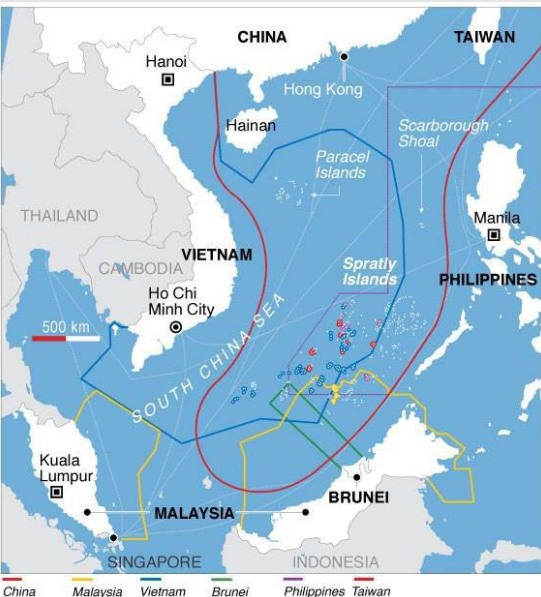 CHINA
TAIWAN
Hanoi
Hong Kong
Hainan
Scarborough
Shoal
Paracel
Islands
THAILAND
Manila
VIETNAM
CAMBODIA
Spratly
Islands
PHILIPPINES
Ho Chi
Minh City
500 km
SOUTH CHINA SEA
Kuala
Lumpur
BRUNEI
MALAYSIA
SINGAPORE
INDONESIA
China
Malaysia
Vietnam
Brunei
Philippines
Taiwan